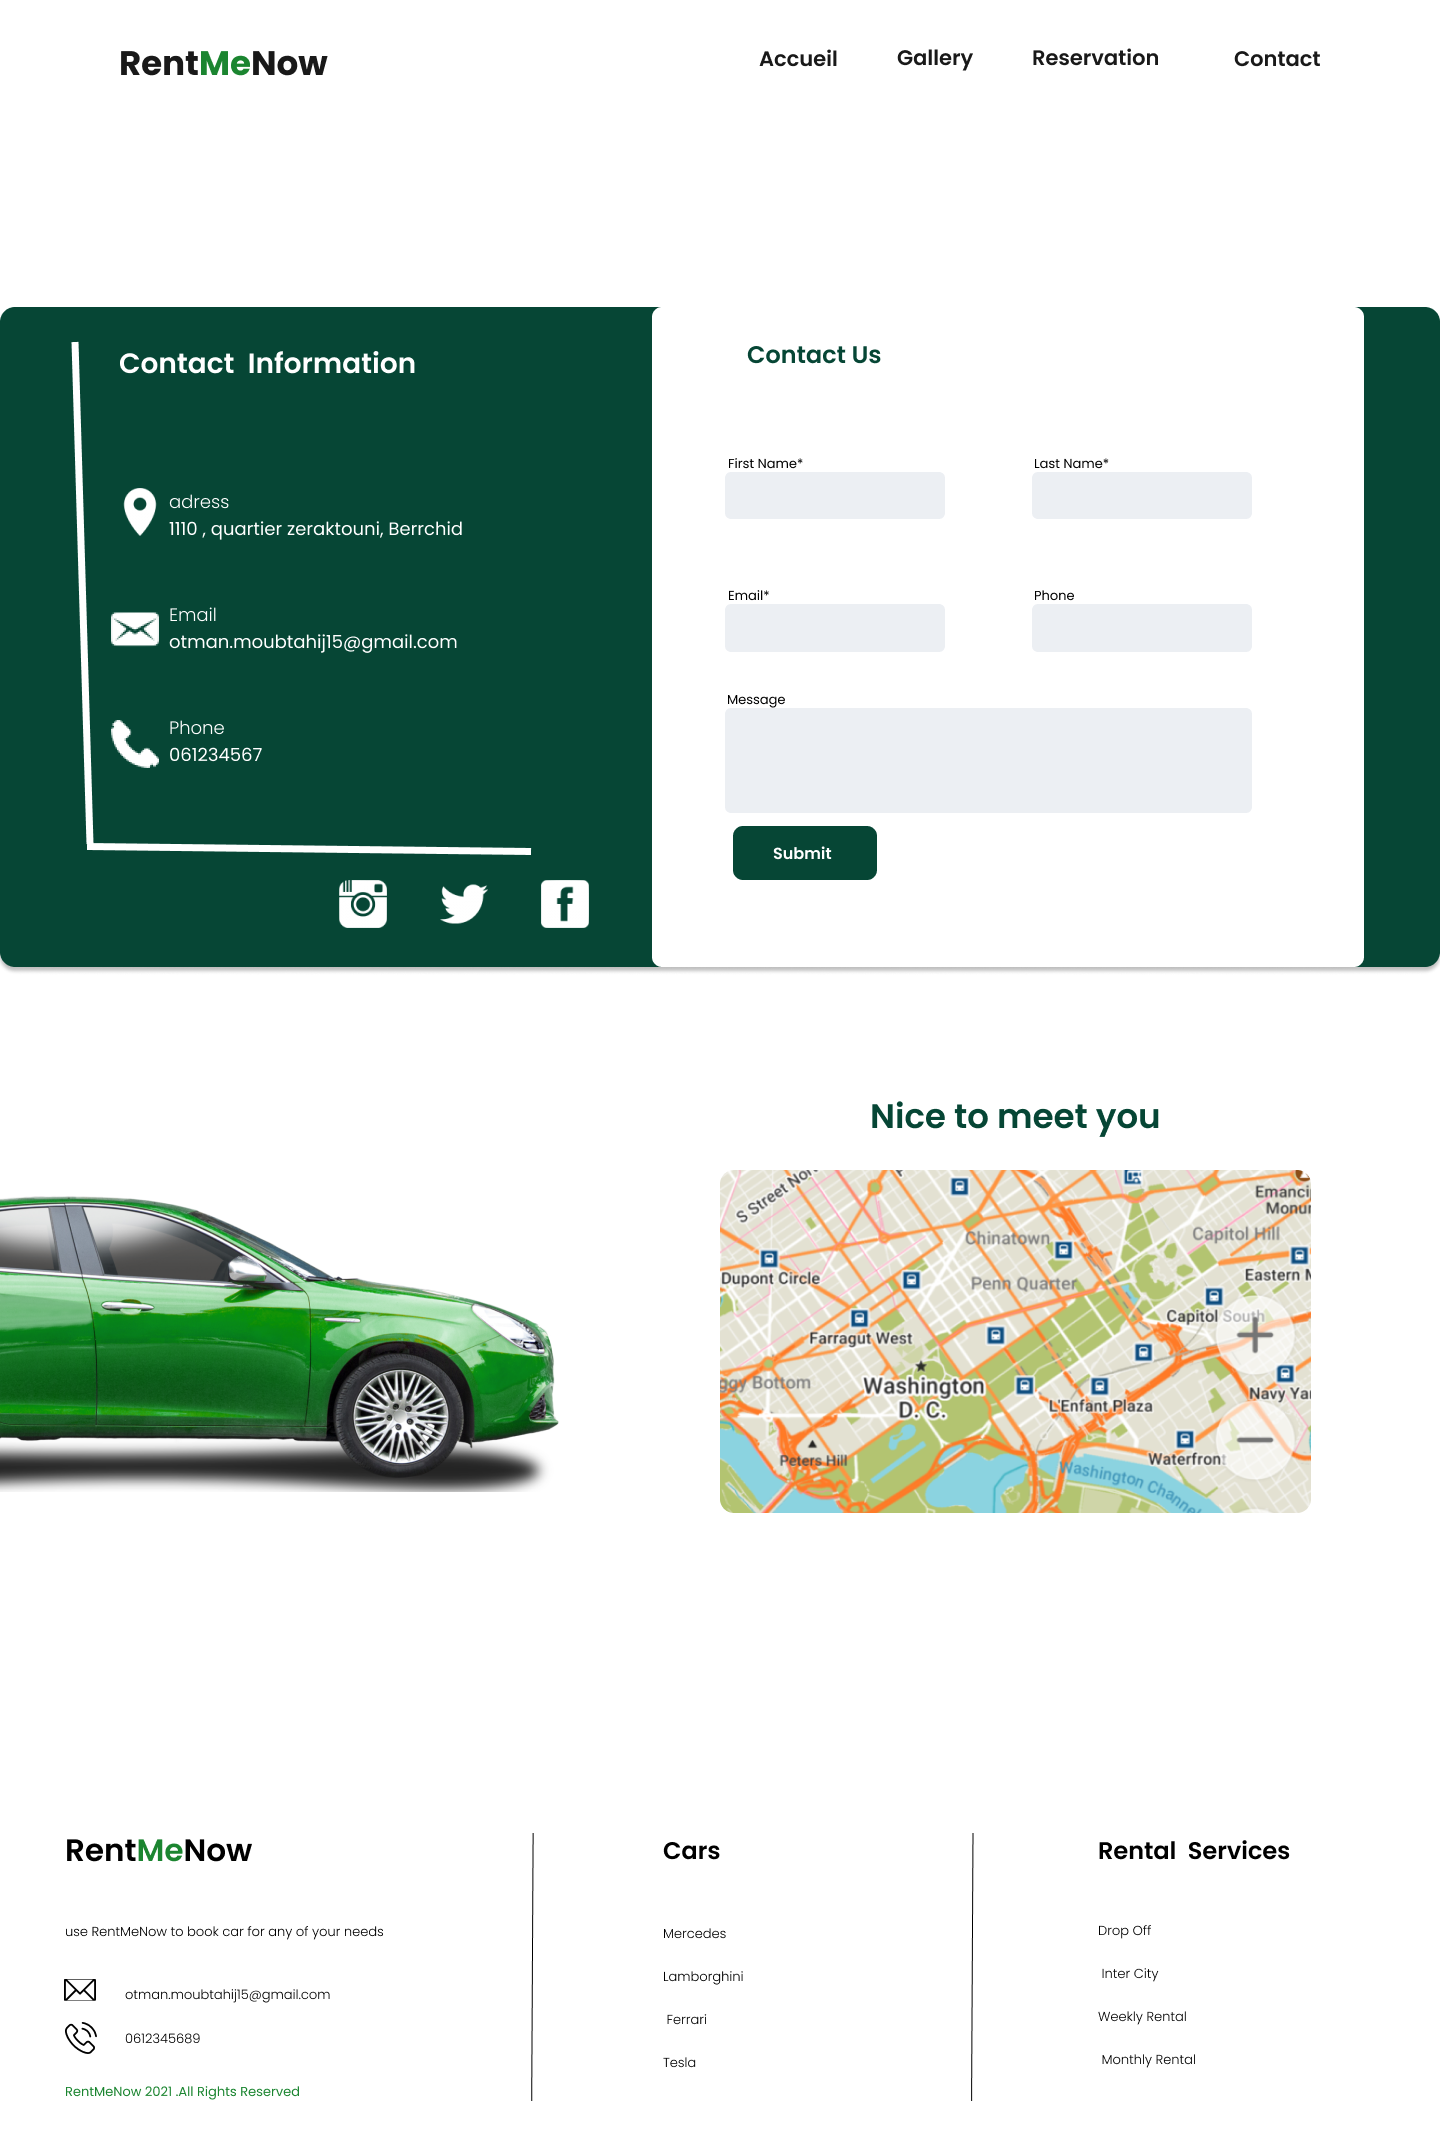 RentMeNow
Accueil
Gallery
Reservation
Contact
Contact Information
adress
1110 , quartier zeraktouni, Berrchid
Email
otman.moubtahij15@gmail.com
Phone
061234567
Contact Us
First Name*
Last Name*
Email*
Phone
Message
Submit
Nice to meet you
S Street Nor
Emanci
Monur
Chinatown
Capitol Hill
Dupont Circle
Penn Quarter
Eastern M
Capitol South
Farragut West
ggy Bottom
Washington
D. C.
L'Enfant Plaza
Navy Yar
Peters Hill
Waterfront
Washington Channel
RentMeNow
use RentMeNow to book car for any of your needs
otman.moubtahij15@gmail.com
0612345689
RentMeNow 2021 .All Rights Reserved
Cars
Mercedes
Lamborghini
Ferrari
Tesla
Rental Services
Drop Off
Inter City
Weekly Rental
Monthly Rental